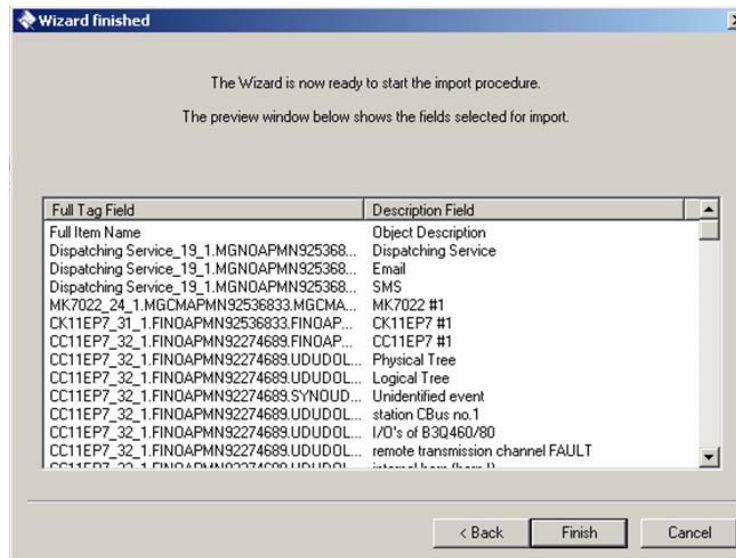 Wizard finished
The Wizard is now ready to start the import procedure.
The preview window below shows the fields selected for import.
Full Tag Field Description Field
Full Item Name Object Description
Dispatching Service_19_1.MGNOAPMN925368... Dispatching Service
Dispatching Service_19_1.MGNOAPMN925368... Email
Dispatching Service_19_1.MGNOAPMN925368... SMS
MK7022_24_1.MGCMAPMN92536833.MGCMA... MK7022 #1
CK11EP7_31_1.FINOAPMN92536833.FINOAP... CK11EP7 #1
CC11EP7_32_1.FINOAPMN92274689.FINOAP... CC11EP7 #1
CC11EP7_32_1.FINOAPMN92274689.UDUDOL... Physical Tree
CC11EP7_32_1.FINOAPMN92274689.UDUDOL... Logical Tree
CC11EP7_32_1.FINOAPMN92274689.SYNOUD... Unidentified event
CC11EP7_32_1.FINOAPMN92274689.UDUDOL... station CBus no.1
CC11EP7_32_1.FINOAPMN92274689.UDUDOL... I/O's of B3Q460/80
CC11EP7_32_1.FINOAPMN92274689.UDUDOL... remote transmission channel FAULT
< Back Finish Cancel